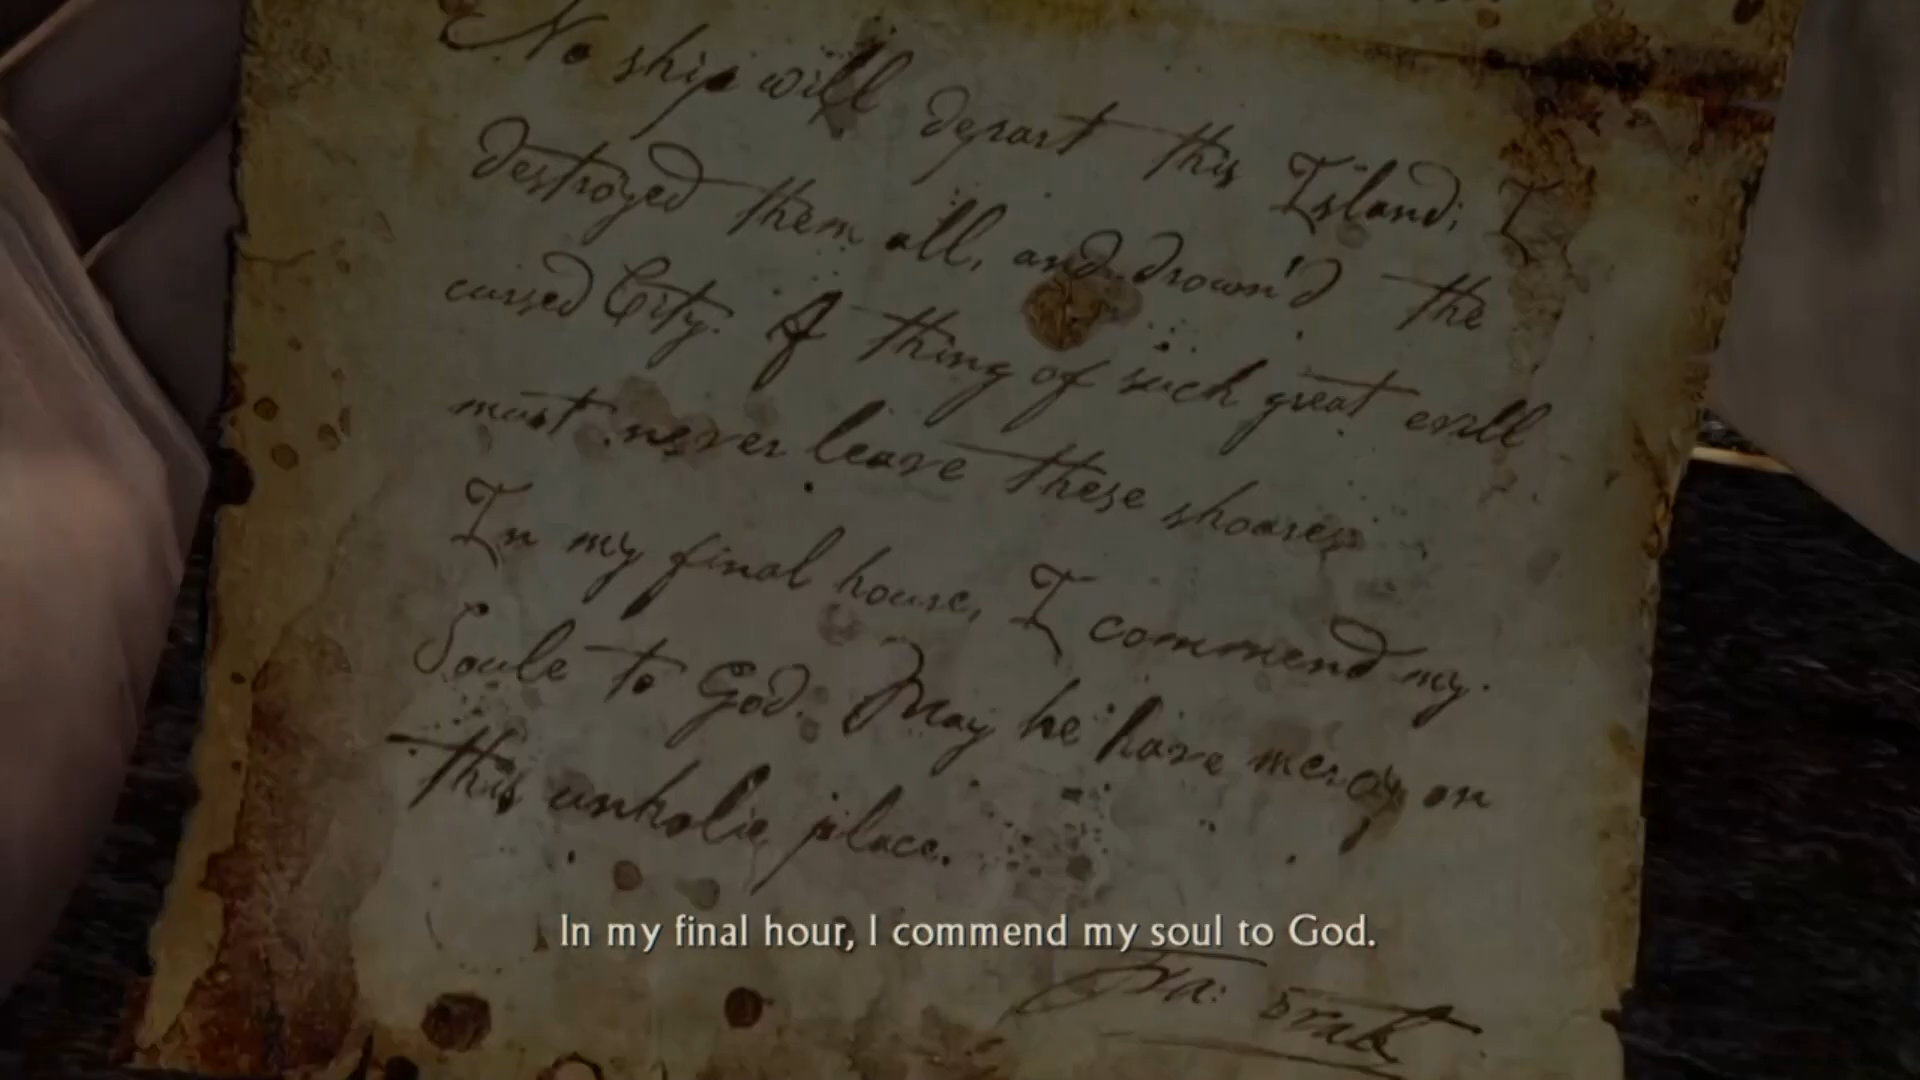 No ship will depart this Island; I
destroyed them all, and drown'd the
cursed City. A thing of such great evill
must never leave these shoares.
In my final houre, I commend my
Soule to God. May he have mercy on
this unholie place.
In my final hour, I commend my soul to God.
Fra: Drak